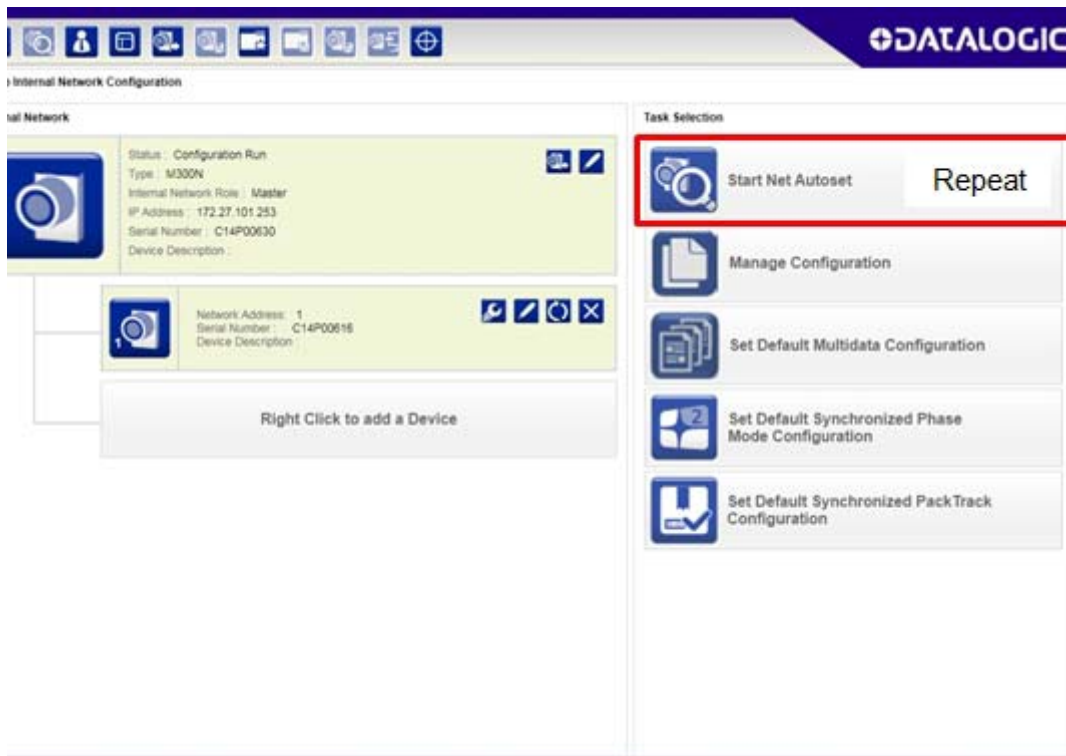 DATALOGIC
Internal Network Configuration
Network
Status : Configuration Run
Type : M300N
Internal Network Role : Master
IP Address : 172.27.101.253
Serial Number : C14P00630
Device Description :
1
Network Address: 1
Serial Number : C14P00616
Device Description
Right Click to add a Device
Task Selection
Start Net Autoset
Repeat
Manage Configuration
Set Default Multidata Configuration
2
Set Default Synchronized Phase
Mode Configuration
Set Default Synchronized PackTrack
Configuration